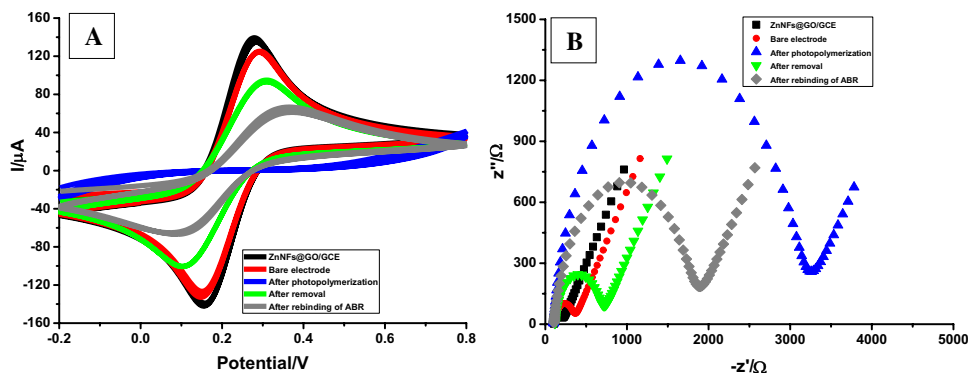 A
I/μA
160
120
80
40
0
-40
-80
-120
-160
-0.2
0.0
0.2
0.4
0.6
0.8
Potential/V
ZnNFs@GO/GCE
Bare electrode
After photopolymerization
After removal
After rebinding of ABR
B
z''/Ω
1500
1200
900
600
300
0
0
1000
2000
3000
4000
5000
-z'/Ω
ZnNFs@GO/GCE
Bare electrode
After photopolymerization
After removal
After rebinding of ABR